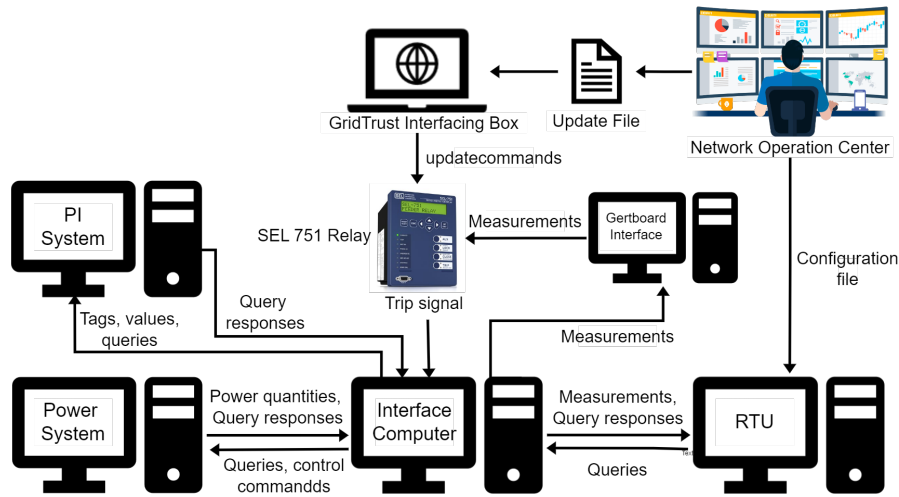 GridTrust Interfacing Box
Update File
Network Operation Center
updatecommands
PI
System
SEL 751 Relay
Measurements
Gertboard
Interface
Configuration
file
Trip signal
Query
responses
Tags, values,
queries
Measurements
Power
System
Power quantities,
Query responses
Queries, control
commandds
Interface
Computer
Measurements,
Query responses
Queries
Text
RTU